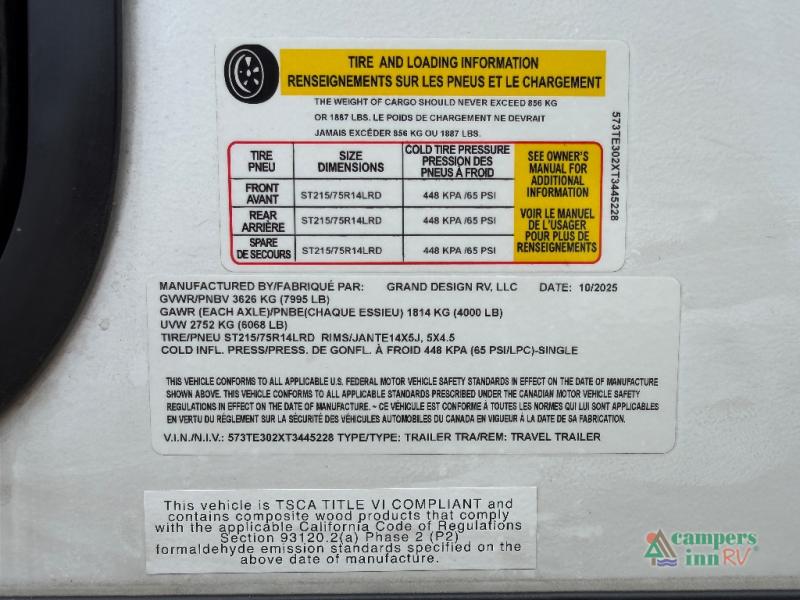 TIRE AND LOADING INFORMATION
RENSEIGNEMENTS SUR LES PNEUS ET LE CHARGEMENT
THE WEIGHT OF CARGO SHOULD NEVER EXCEED 856 KG
OR 1887 LBS. LE POIDS DE CHARGEMENT NE DEVRAIT
JAMAIS EXCÉDER 856 KG OU 1887 LBS.
TIRE PNEU SIZE DIMENSIONS COLD TIRE PRESSURE PRESSION DES PNEUS À FROID
FRONT AVANT ST215/75R14LRD 448 KPA /65 PSI
REAR ARRIÈRE ST215/75R14LRD 448 KPA /65 PSI
SPARE DE SECOURS ST215/75R14LRD 448 KPA /65 PSI
SEE OWNER'S
MANUAL FOR
ADDITIONAL
INFORMATION
VOIR LE MANUEL
DE L'USAGER
POUR PLUS DE
RENSEIGNEMENTS
573TE302XT3445228
MANUFACTURED BY/FABRIQUÉ PAR: GRAND DESIGN RV, LLC DATE: 10/2025
GVWR/PNBV 3626 KG (7995 LB)
GAWR (EACH AXLE)/PNBE(CHAQUE ESSIEU) 1814 KG (4000 LB)
UVW 2752 KG (6068 LB)
TIRE/PNEU ST215/75R14LRD RIMS/JANTE14X5J, 5X4.5
COLD INFL. PRESS/PRESS. DE GONFL. À FROID 448 KPA (65 PSI/LPC)-SINGLE
THIS VEHICLE CONFORMS TO ALL APPLICABLE U.S. FEDERAL MOTOR VEHICLE SAFETY STANDARDS IN EFFECT ON THE DATE OF MANUFACTURE
SHOWN ABOVE. THIS VEHICLE CONFORMS TO ALL APPLICABLE STANDARDS PRESCRIBED UNDER THE CANADIAN MOTOR VEHICLE SAFETY
REGULATIONS IN EFFECT ON THE DATE OF MANUFACTURE. ~ CE VÉHICULE EST CONFORME À TOUTES LES NORMES QUI LUI SONT APPLICABLES
EN VERTU DU RÈGLEMENT SUR LA SÉCURITÉ DES VÉHICULES AUTOMOBILES DU CANADA EN VIGUEUR À LA DATE DE SA FABRICATION.
V.I.N./N.I.V.: 573TE302XT3445228 TYPE/TYPE: TRAILER TRA/REM: TRAVEL TRAILER
This vehicle is TSCA TITLE VI COMPLIANT and
contains composite wood products that comply
with the applicable California Code of Regulations
Section 93120.2(a) Phase 2 (P2)
formaldehyde emission standards specified on the
above date of manufacture.
campers
inn RV®